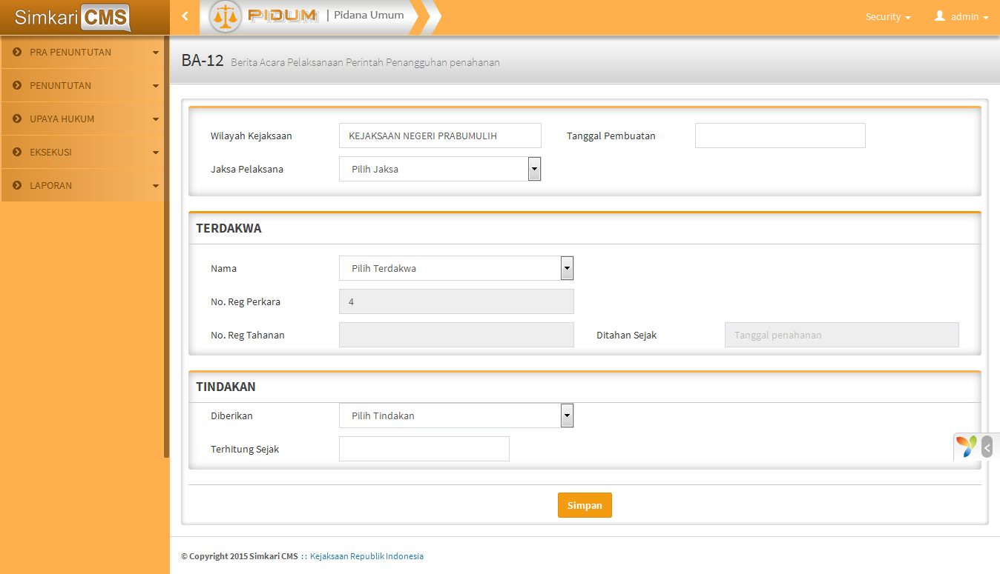 Simkari CMS
PIDUM | Pidana Umum
Security
admin
PRA PENUNTUTAN
PENUNTUTAN
UPAYA HUKUM
EKSEKUSI
LAPORAN
BA-12 Berita Acara Pelaksanaan Perintah Penangguhan penahanan
Wilayah Kejaksaan KEJAKSAAN NEGERI PRABUMULIH Tanggal Pembuatan
Jaksa Pelaksana Pilih Jaksa
TERDAKWA
Nama Pilih Terdakwa
No. Reg Perkara 4
No. Reg Tahanan Ditahan Sejak Tanggal penahanan
TINDAKAN
Diberikan Pilih Tindakan
Terhitung Sejak
Simpan
© Copyright 2015 Simkari CMS :: Kejaksaan Republik Indonesia